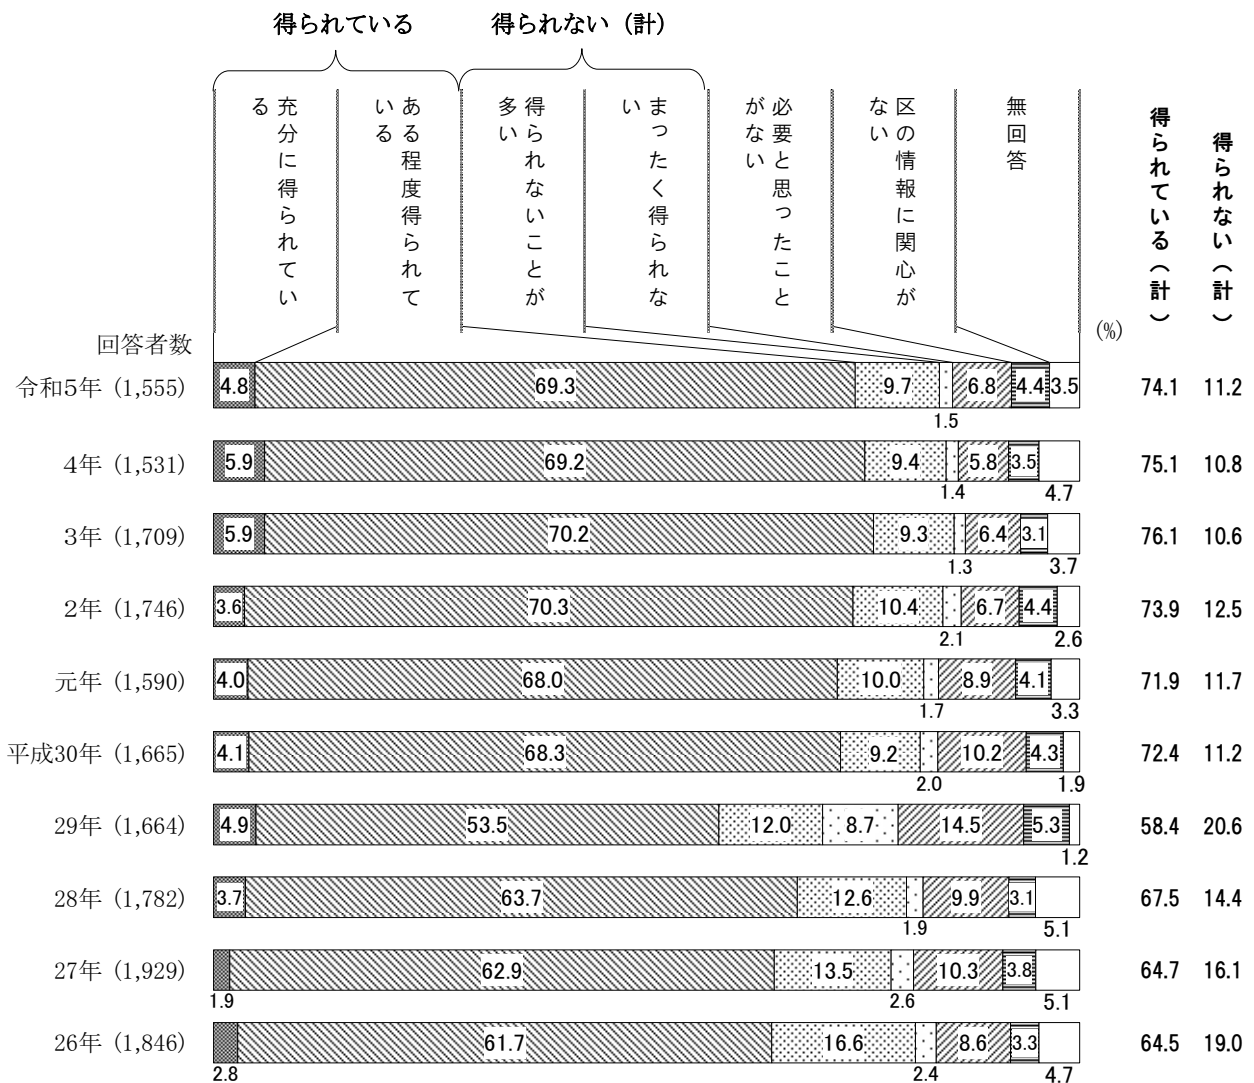 得られている
得られない（計）
充分に得られてい
る
ある程度得られて
いる
得られないことが
多い
まったく得られな
い
必要と思ったこと
がない
区の情報に関心が
ない
無回答
得られている（計）
得られない（計）
(%)
回答者数
令和5年 (1,555) 4.8 69.3 9.7 6.8 4.4 3.5 74.1 11.2
1.5
4年 (1,531) 5.9 69.2 9.4 5.8 3.5 75.1 10.8
1.4 4.7
3年 (1,709) 5.9 70.2 9.3 6.4 3.1 76.1 10.6
1.3 3.7
2年 (1,746) 3.6 70.3 10.4 6.7 4.4 73.9 12.5
2.1 2.6
元年 (1,590) 4.0 68.0 10.0 8.9 4.1 71.9 11.7
1.7 3.3
平成30年 (1,665) 4.1 68.3 9.2 10.2 4.3 72.4 11.2
2.0 1.9
29年 (1,664) 4.9 53.5 12.0 8.7 14.5 5.3 58.4 20.6
1.2
28年 (1,782) 3.7 63.7 12.6 9.9 3.1 67.5 14.4
1.9 5.1
27年 (1,929) 62.9 13.5 10.3 3.8 64.7 16.1
1.9 2.6 5.1
26年 (1,846) 61.7 16.6 8.6 3.3 64.5 19.0
2.8 2.4 4.7